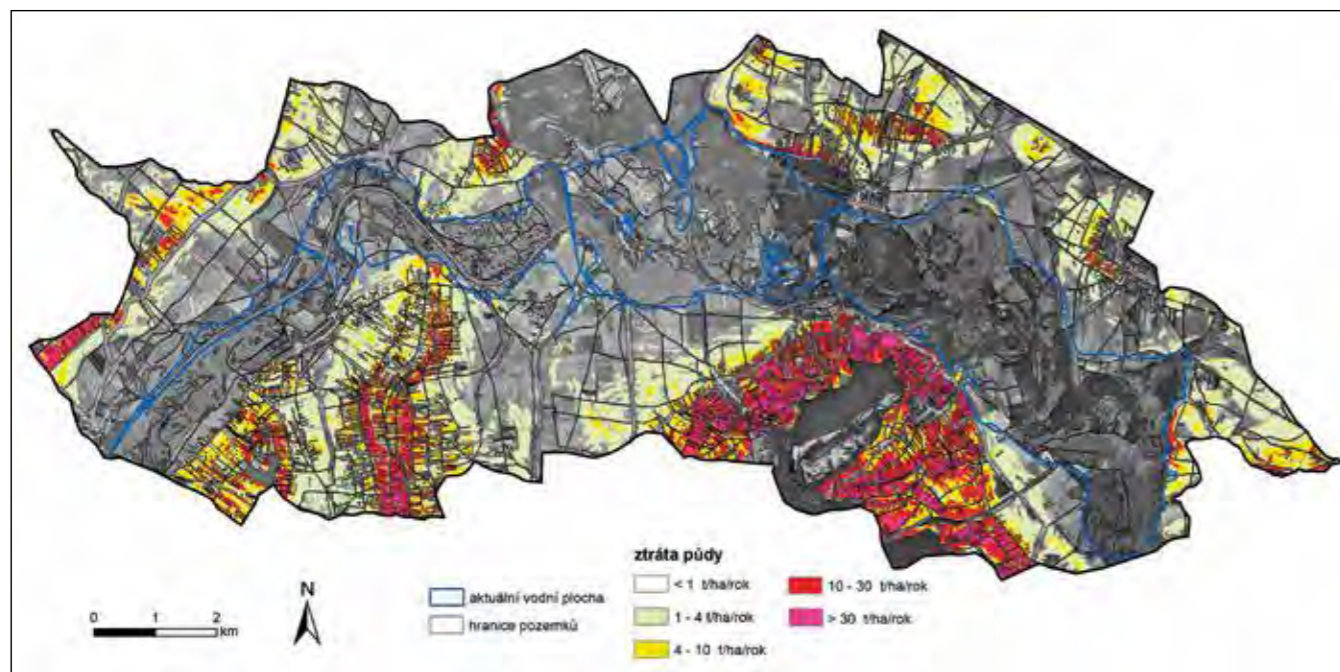 ztráta půdy
< 1 t/ha/rok
1 - 4 t/ha/rok
4 - 10 t/ha/rok
10 - 30 t/ha/rok
> 30 t/ha/rok
aktuální vodní plocha
hranice pozemků
N
0 1 2
km